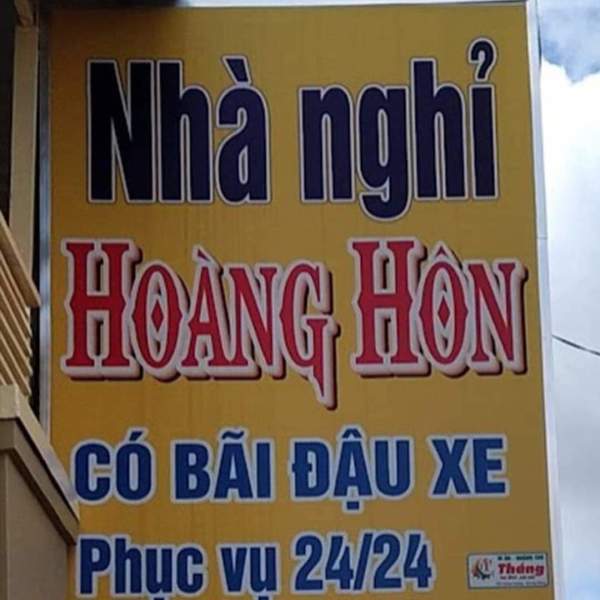 Nhà nghỉ
HOÀNG HÔN
CÓ BÃI ĐẬU XE
Phục vụ 24/24
Thắng